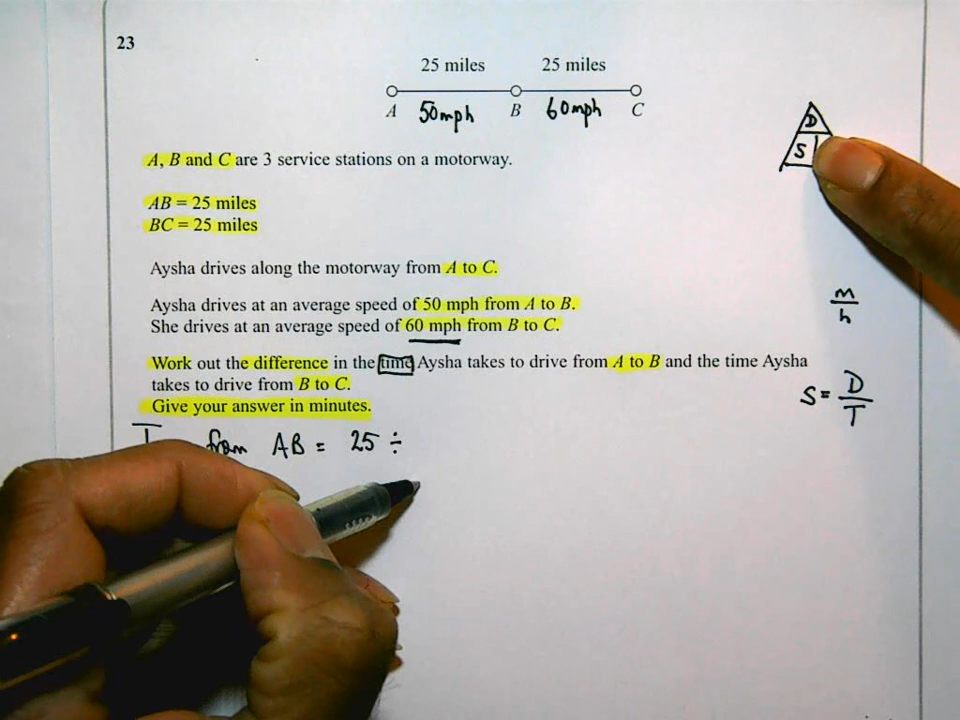 23
25 miles 25 miles
A 50mph B 60mph C
D
S
A, B and C are 3 service stations on a motorway.
AB = 25 miles
BC = 25 miles
Aysha drives along the motorway from A to C.
Aysha drives at an average speed of 50 mph from A to B.
She drives at an average speed of 60 mph from B to C.
m
h
Work out the difference in the time Aysha takes to drive from A to B and the time Aysha
takes to drive from B to C.
Give your answer in minutes.
S = D
T
from AB = 25 ÷